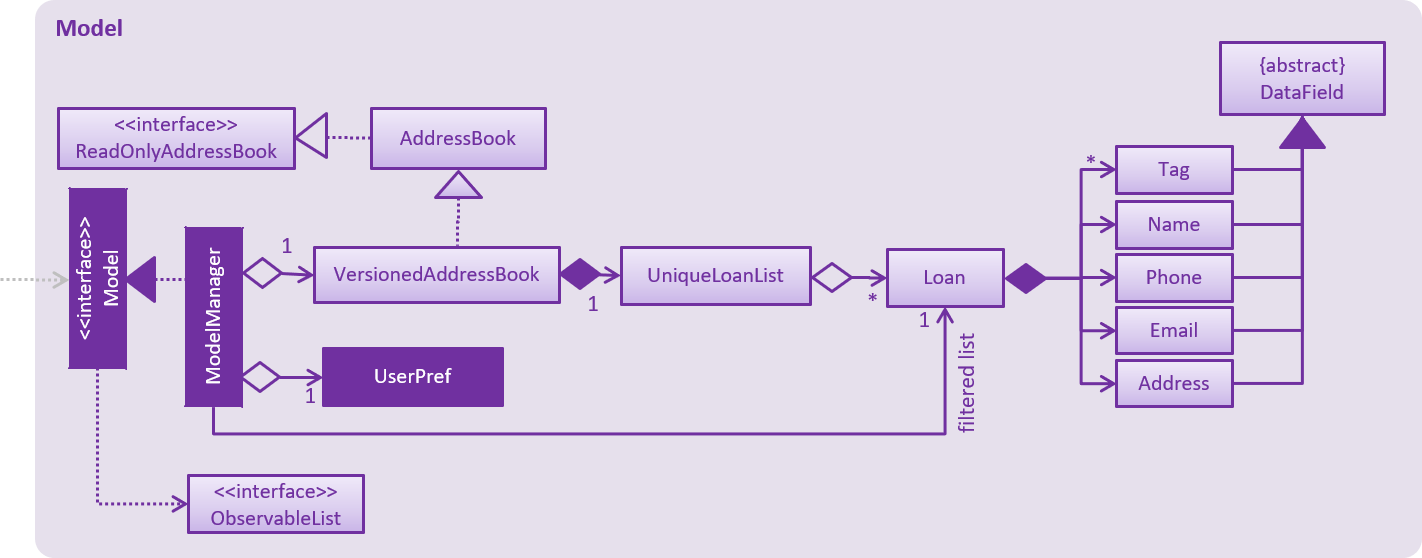 Model
{abstract}
DataField
<<interface>>
ReadOnlyAddressBook
AddressBook
*
Tag
<<interface>>
Model
ModelManager
1
VersionedAddressBook
1
UniqueLoanList
*
Loan
1
Name
Phone
Email
Address
UserPref
1
filtered list
<<interface>>
ObservableList